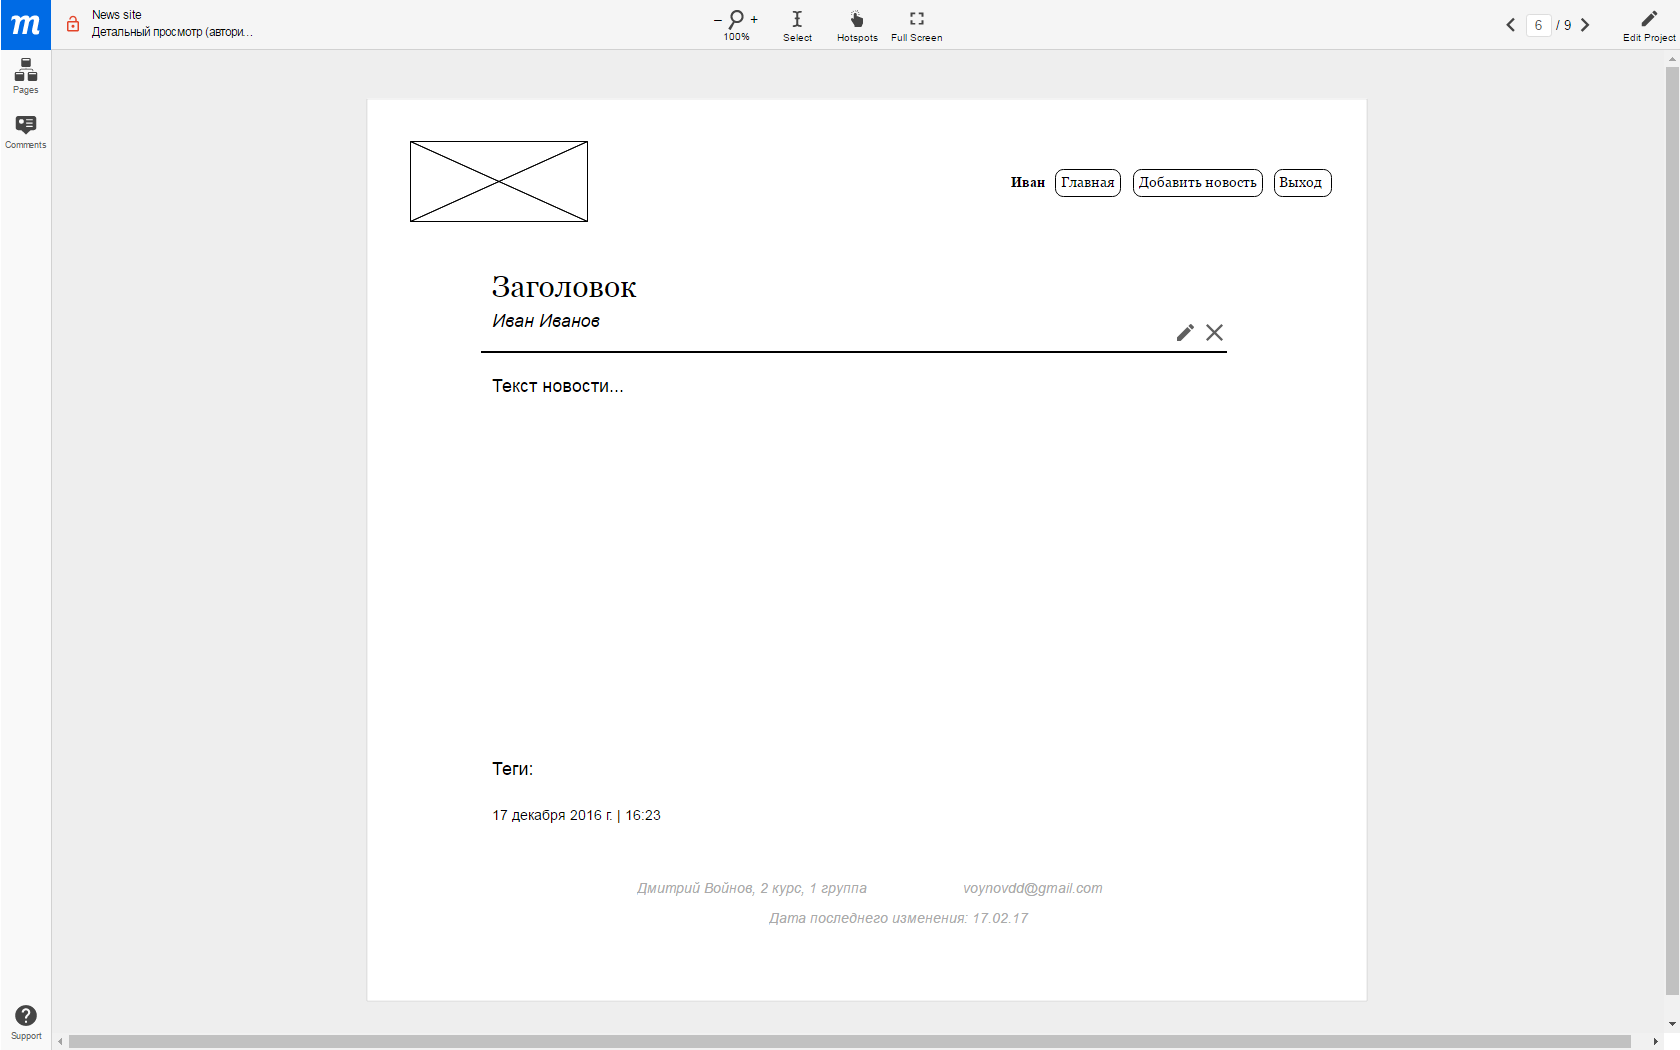 m
News site
Детальный просмотр (автори...
– +
100%
Select
Hotspots
Full Screen
6 / 9
Edit Project
Pages
Comments
Иван Главная Добавить новость Выход
Заголовок
Иван Иванов
Текст новости...
Теги:
17 декабря 2016 г. | 16:23
Дмитрий Войнов, 2 курс, 1 группа voynovdd@gmail.com
Дата последнего изменения: 17.02.17
?
Support